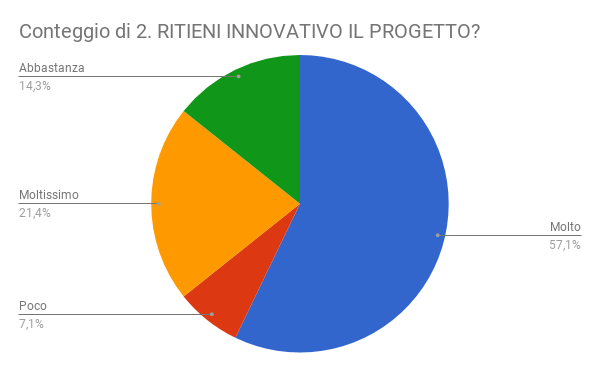 Conteggio di 2. RITIENI INNOVATIVO IL PROGETTO?
Abbastanza
14,3%
Moltissimo
21,4%
Molto
57,1%
Poco
7,1%